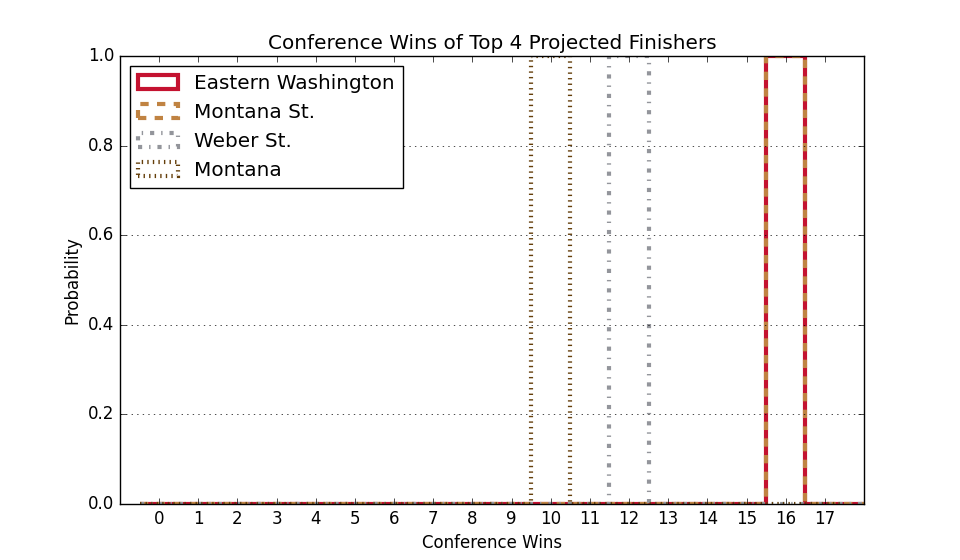 Conference Wins of Top 4 Projected Finishers
1.0
Eastern Washington
Montana St.
Weber St.
Montana
0.8
0.6
0.4
0.2
0.0
Probability
0 1 2 3 4 5 6 7 8 9 10 11 12 13 14 15 16 17
Conference Wins